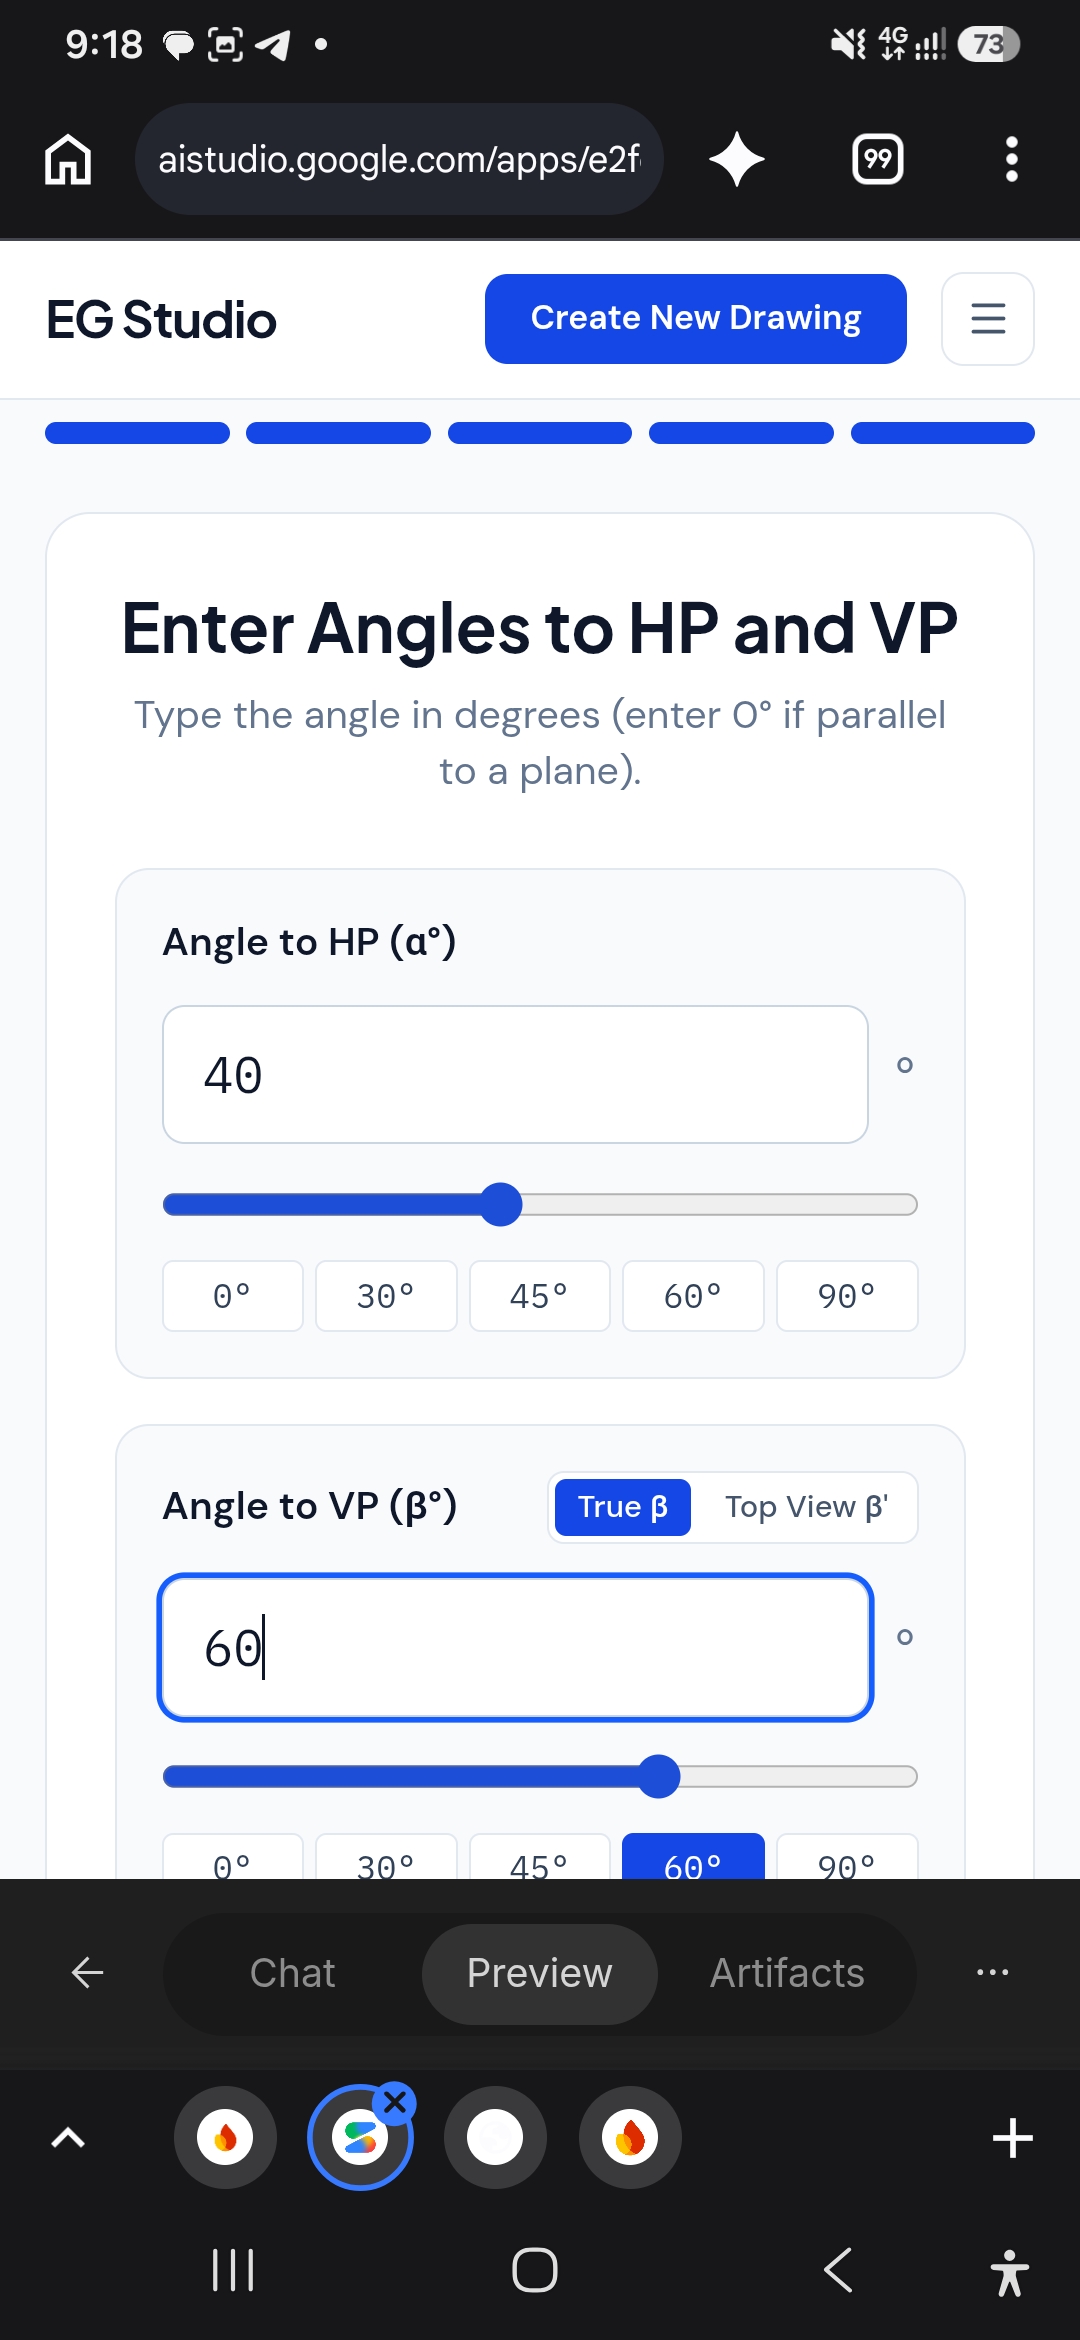 9:18
4G
73
aistudio.google.com/apps/e2f
99
EG Studio
Create New Drawing
Enter Angles to HP and VP
Type the angle in degrees (enter 0° if parallel
to a plane).
Angle to HP (α°)
40
°
0° 30° 45° 60° 90°
Angle to VP (β°)
True β
Top View β'
60
°
0° 30° 45° 60° 90°
Chat
Preview
Artifacts